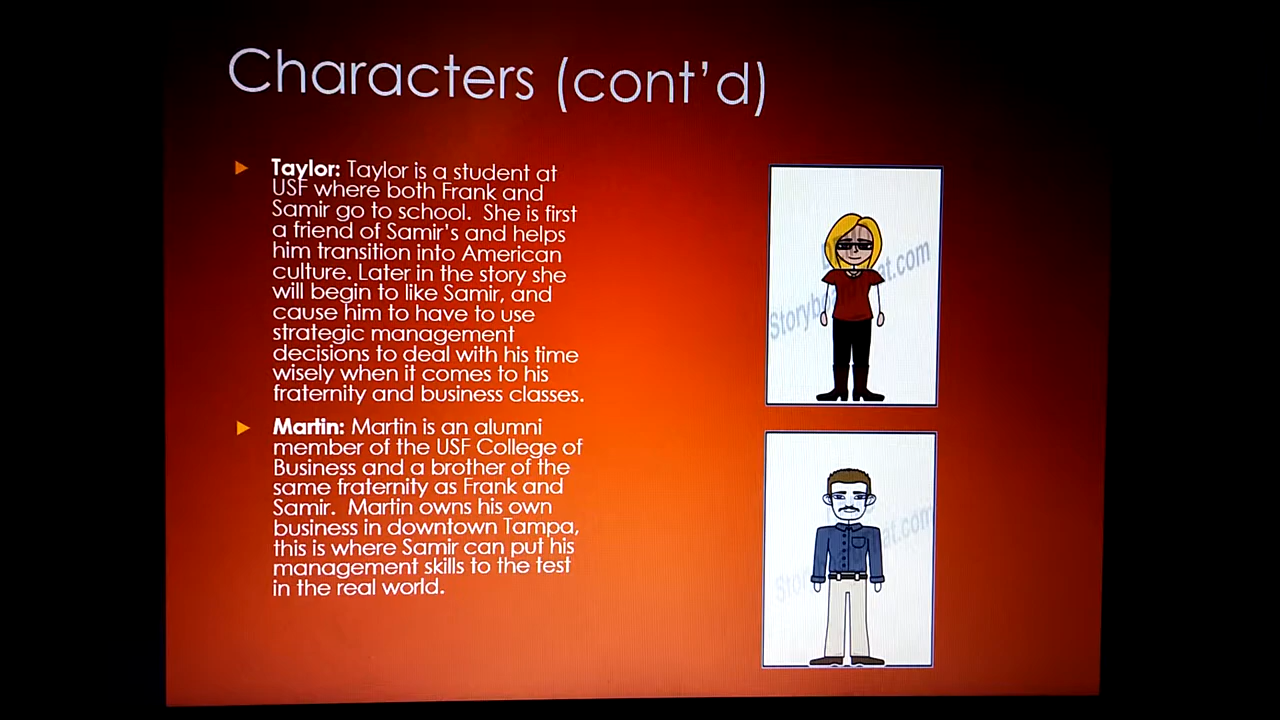 Characters (cont'd)
Taylor: Taylor is a student at
USF where both Frank and
Samir go to school. She is first
a friend of Samir's and helps
him transition into American
culture. Later in the story she
will begin to like Samir, and
cause him to have to use
strategic management
decisions to deal with his time
wisely when it comes to his
fraternity and business classes.
Martin: Martin is an alumni
member of the USF College of
Business and a brother of the
same fraternity as Frank and
Samir. Martin owns his own
business in downtown Tampa,
this is where Samir can put his
management skills to the test
in the real world.